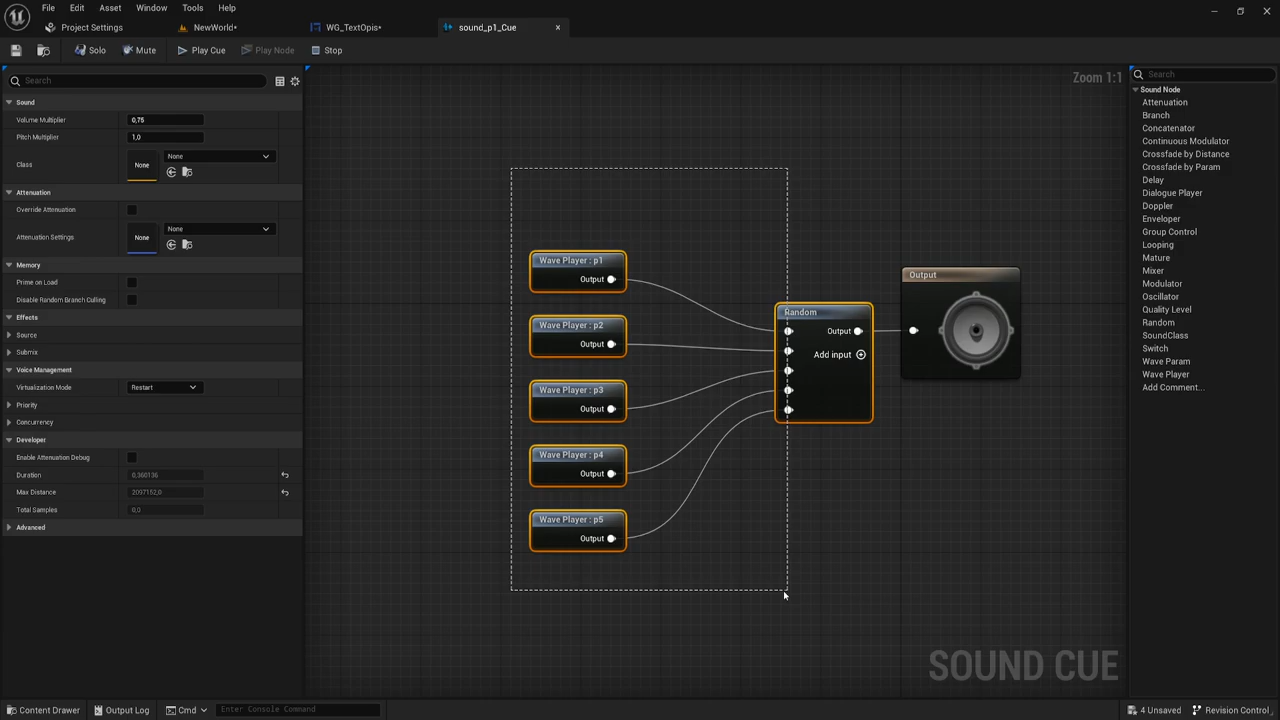 File Edit Asset Window Tools Help
Project Settings NewWorld* WG_TextOpis* sound_p1_Cue
Solo Mute Play Cue Play Node Stop
Search
Sound
Volume Multiplier 0,75
Pitch Multiplier 1,0
Class None None
Attenuation
Override Attenuation
Attenuation Settings None None
Memory
Prime on Load
Disable Random Branch Culling
Effects
Source
Submix
Voice Management
Virtualization Mode Restart
Priority
Concurrency
Developer
Enable Attenuation Debug
Duration 0,360136
Max Distance 2097152,0
Total Samples 0,0
Advanced
Zoom 1:1
Wave Player : p1
Output
Wave Player : p2
Output
Wave Player : p3
Output
Wave Player : p4
Output
Wave Player : p5
Output
Random
Output
Add input
Output
SOUND CUE
Search
Sound Node
Attenuation
Branch
Concatenator
Continuous Modulator
Crossfade by Distance
Crossfade by Param
Delay
Dialogue Player
Doppler
Enveloper
Group Control
Looping
Mature
Mixer
Modulator
Oscillator
Quality Level
Random
SoundClass
Switch
Wave Param
Wave Player
Add Comment...
Content Drawer Output Log Cmd Enter Console Command 4 Unsaved Revision Control